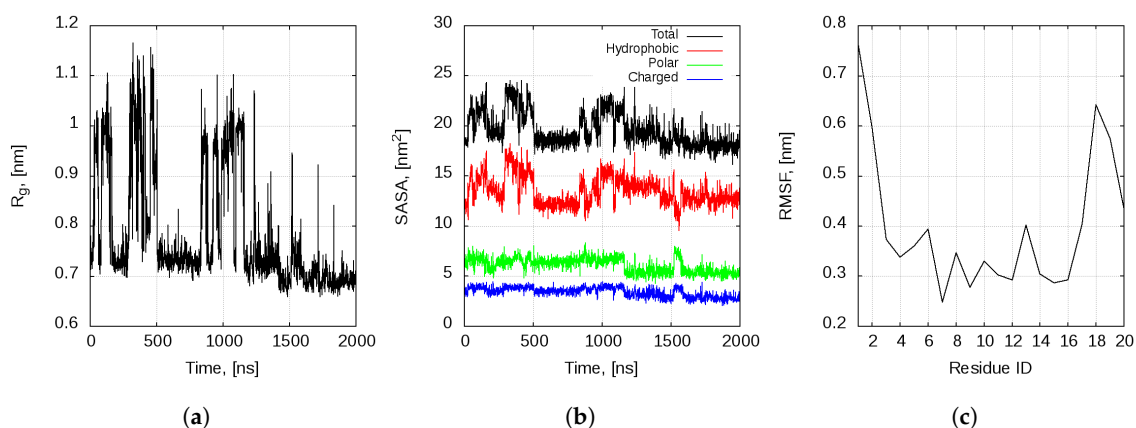 1.2
1.1
1
0.9
0.8
0.7
0.6
Rg, [nm]
0 500 1000 1500 2000
Time, [ns]
(a)
30
25
20
15
10
5
0
SASA, [nm2]
Total
Hydrophobic
Polar
Charged
0 500 1000 1500 2000
Time, [ns]
(b)
0.8
0.7
0.6
0.5
0.4
0.3
0.2
RMSF, [nm]
2 4 6 8 10 12 14 16 18 20
Residue ID
(c)